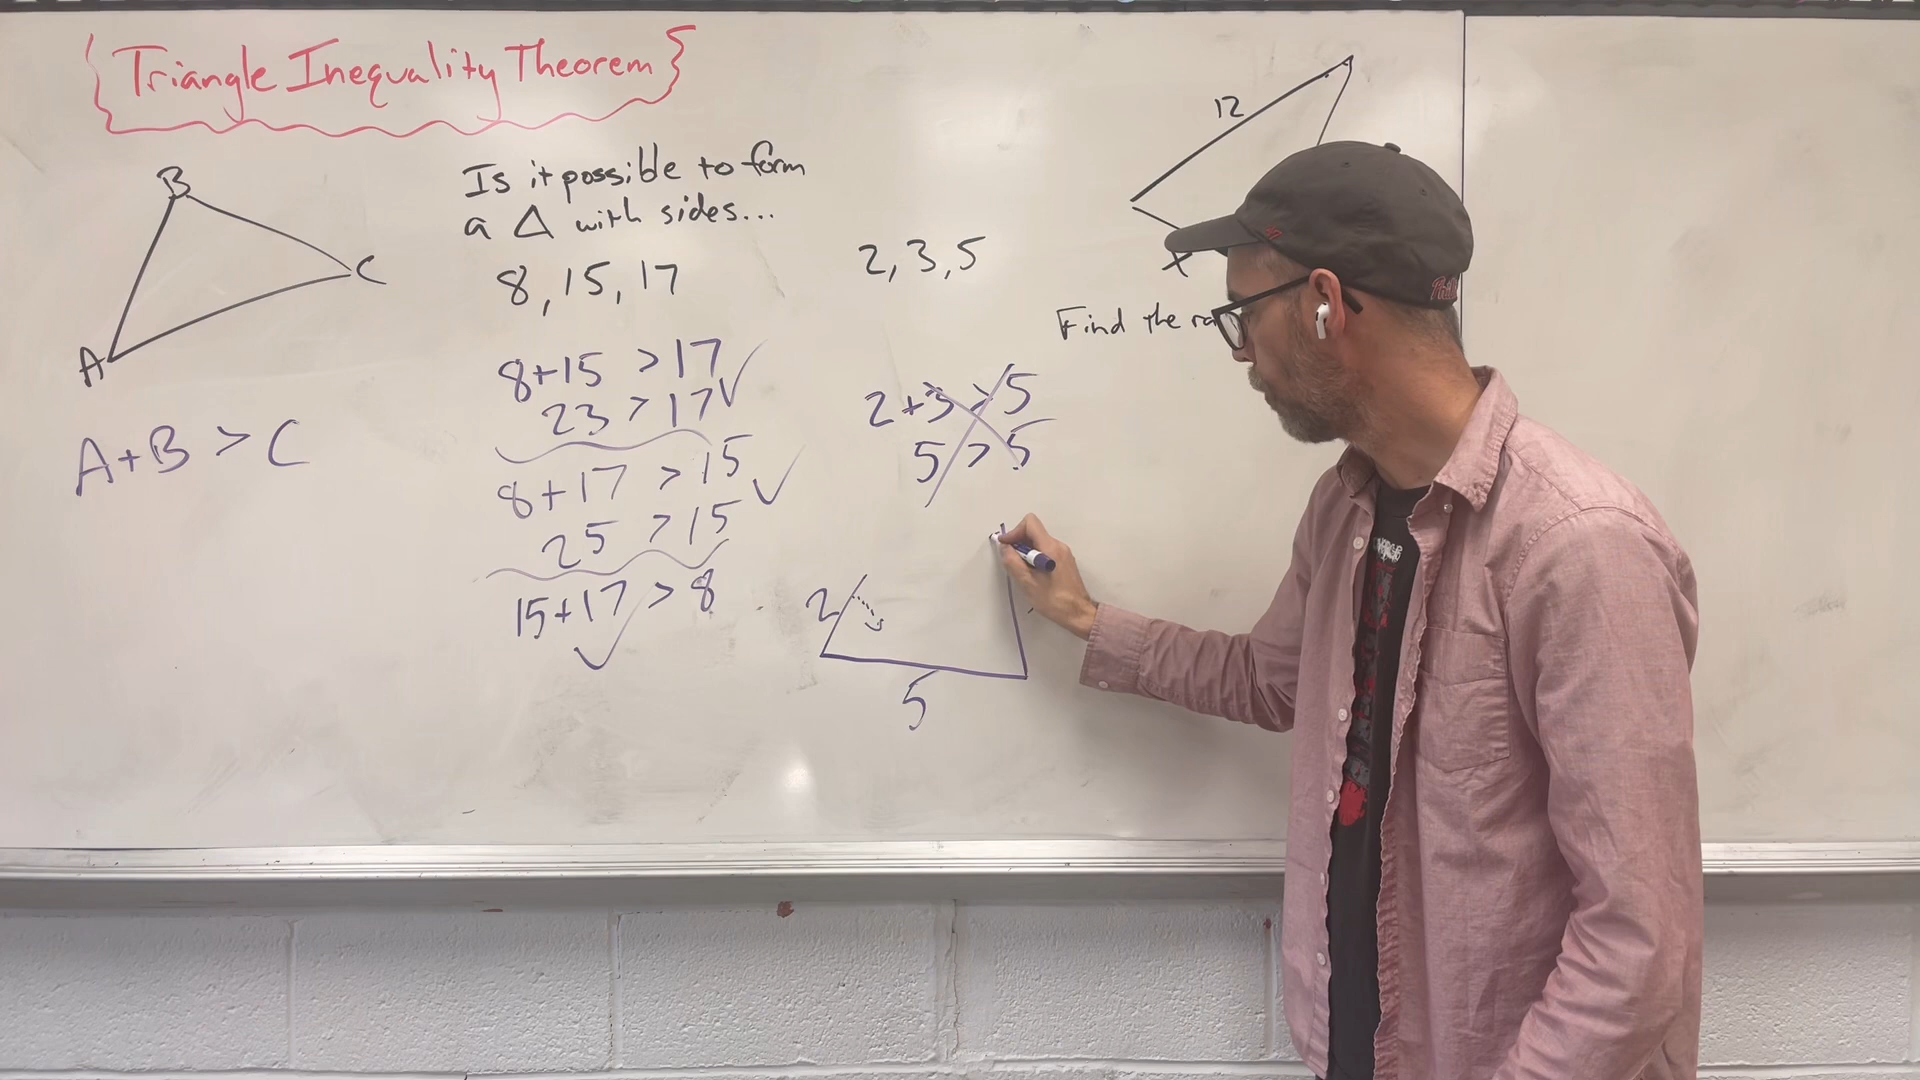 Triangle Inequality Theorem
B
C
A
A+B > C
Is it possible to form
a △ with sides...
8, 15, 17
8+15 > 17 ✓
23 > 17
8+17 > 15 ✓
25 > 15
15+17 > 8
✓
2, 3, 5
2+3 > 5
5 > 5
2
5
12
x
Find the